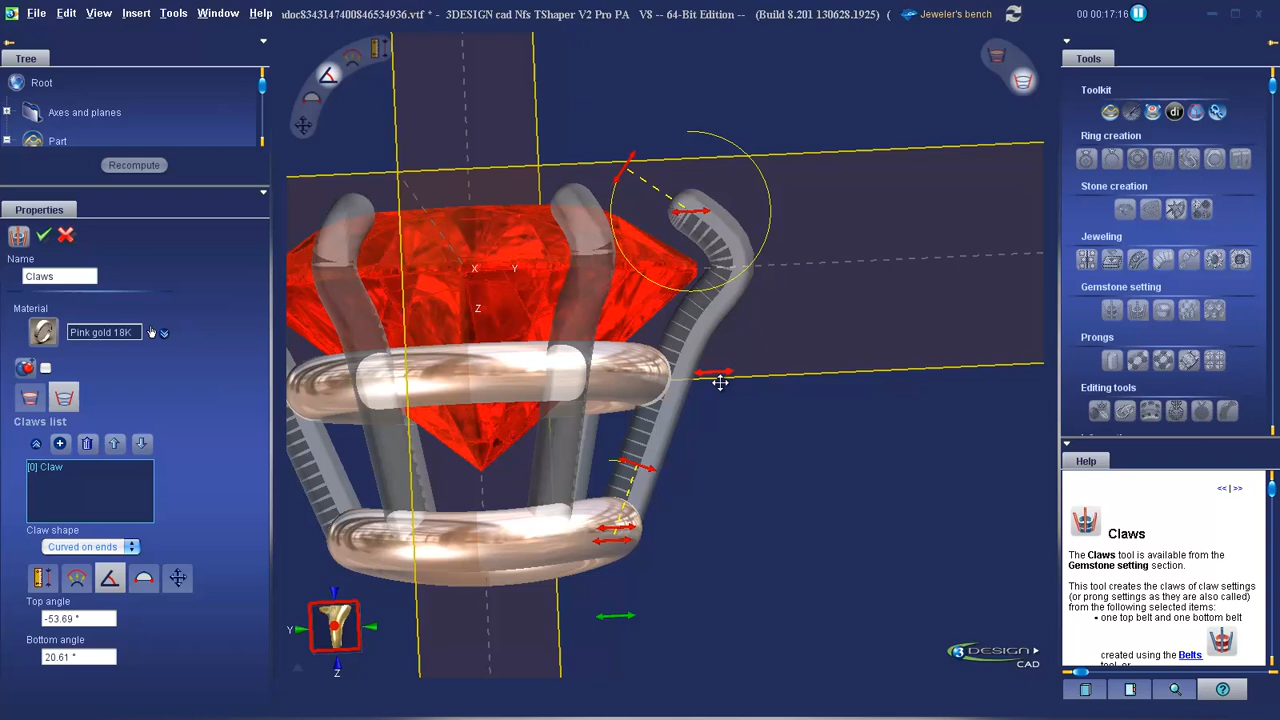 File Edit View Insert Tools Window Help
ndoc8343147400846534936.vtf * - 3DESIGN cad Nfs TShaper V2 Pro PA V8 -- 64-Bit Edition -- (Build 8.201 130628.1925) (
Jeweler's bench
00 00:17:16
Tree
Root
Axes and planes
Part
Recompute
Properties
Name
Claws
Material
Pink gold 18K
Claws list
[0] Claw
Claw shape
Curved on ends
Top angle
-53.69 °
Bottom angle
20.61 °
X Y
Z
Y
Z
3DESIGN
CAD
Tools
Toolkit
di
Ring creation
Stone creation
Jeweling
Gemstone setting
Prongs
Editing tools
Help
<< | >>
Claws
The Claws tool is available from the
Gemstone setting section.
This tool creates the claws of claw settings
(or prong settings as they are also called)
from the following selected items:
• one top belt and one bottom belt
created using the Belts
tool, or